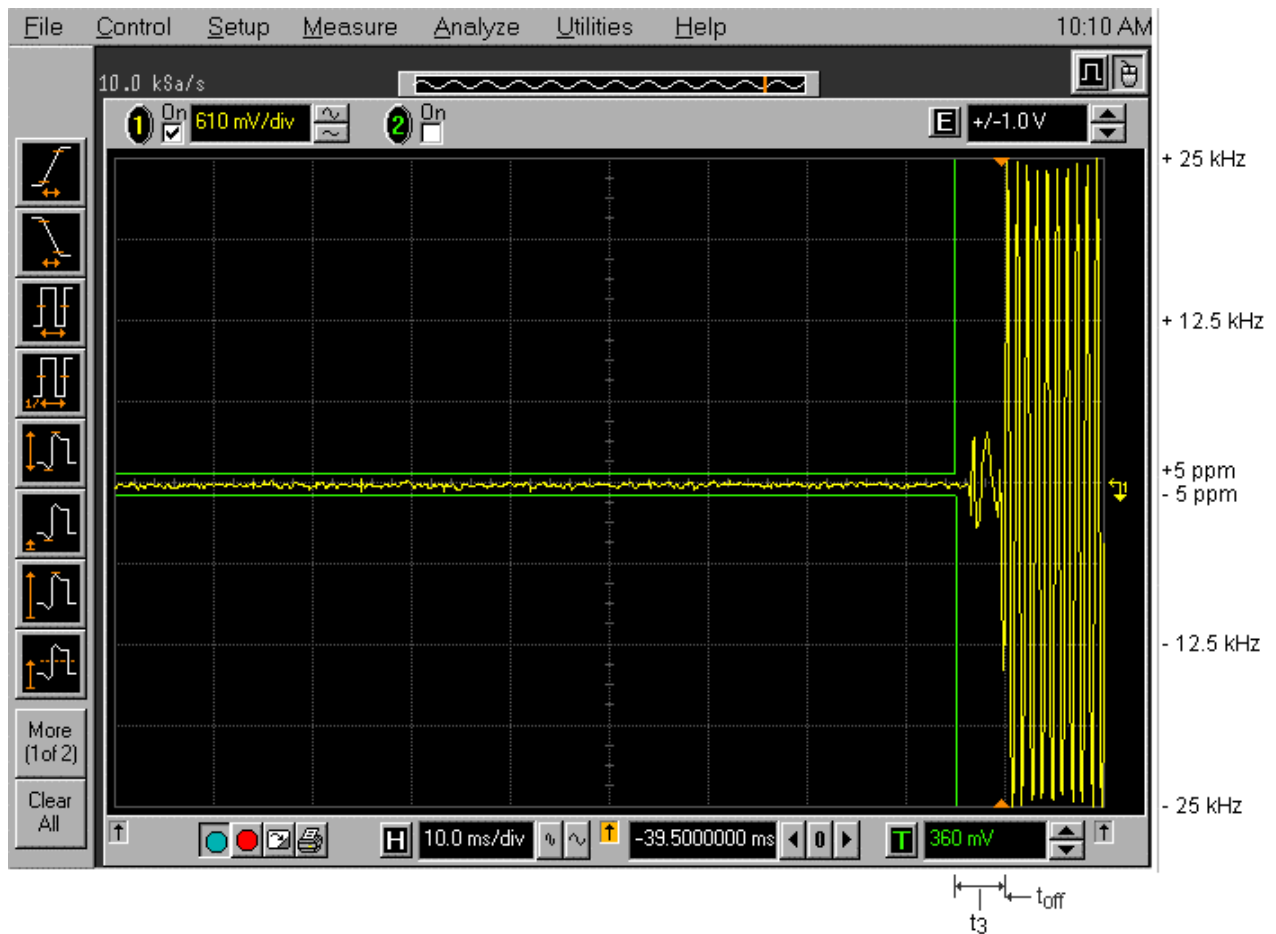 File Control Setup Measure Analyze Utilities Help 10:10 AM
10.0 kSa/s
1 On 610 mV/div 2 On E +/-1.0 V
+ 25 kHz
+ 12.5 kHz
+5 ppm
- 5 ppm
- 12.5 kHz
- 25 kHz
1/
More
(1of 2)
Clear
All
H 10.0 ms/div -39.5000000 ms 0 T 360 mV
toff
t3